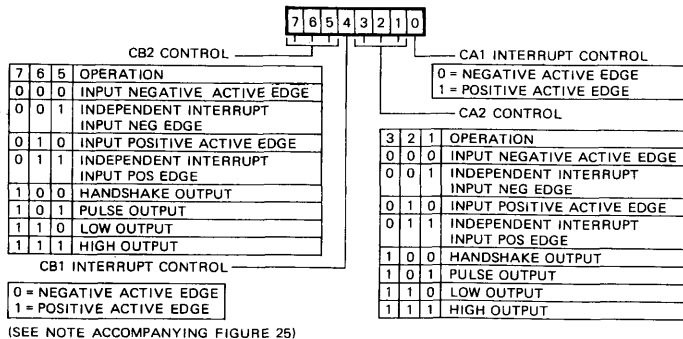 7 6 5 4 3 2 1 0
CB2 CONTROL
7 6 5 OPERATION
0 0 0 INPUT NEGATIVE ACTIVE EDGE
0 0 1 INDEPENDENT INTERRUPT
INPUT NEG EDGE
0 1 0 INPUT POSITIVE ACTIVE EDGE
0 1 1 INDEPENDENT INTERRUPT
INPUT POS EDGE
1 0 0 HANDSHAKE OUTPUT
1 0 1 PULSE OUTPUT
1 1 0 LOW OUTPUT
1 1 1 HIGH OUTPUT
CB1 INTERRUPT CONTROL
0 = NEGATIVE ACTIVE EDGE
1 = POSITIVE ACTIVE EDGE
(SEE NOTE ACCOMPANYING FIGURE 25)
CA1 INTERRUPT CONTROL
0 = NEGATIVE ACTIVE EDGE
1 = POSITIVE ACTIVE EDGE
CA2 CONTROL
3 2 1 OPERATION
0 0 0 INPUT NEGATIVE ACTIVE EDGE
0 0 1 INDEPENDENT INTERRUPT
INPUT NEG EDGE
0 1 0 INPUT POSITIVE ACTIVE EDGE
0 1 1 INDEPENDENT INTERRUPT
INPUT POS EDGE
1 0 0 HANDSHAKE OUTPUT
1 0 1 PULSE OUTPUT
1 1 0 LOW OUTPUT
1 1 1 HIGH OUTPUT